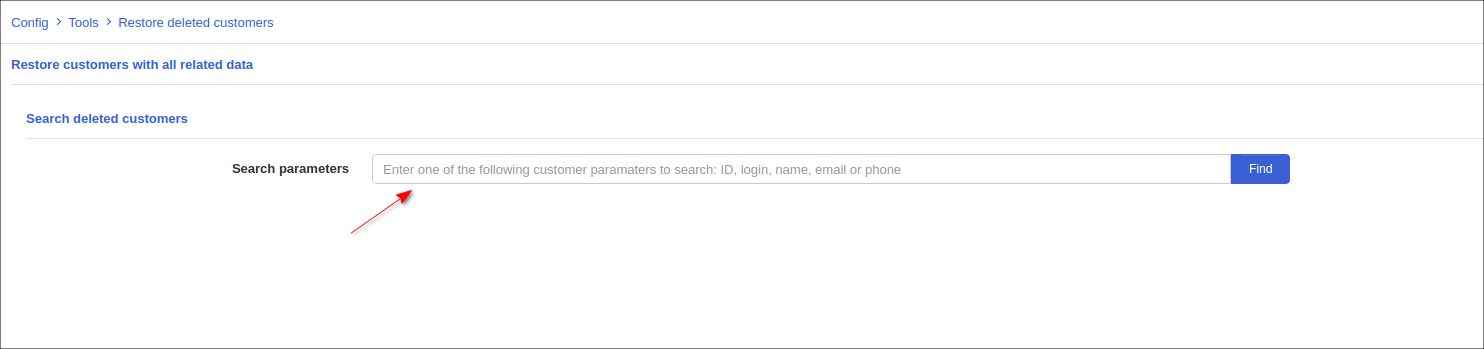 Config > Tools > Restore deleted customers
Restore customers with all related data
Search deleted customers
Search parameters Enter one of the following customer paramaters to search: ID, login, name, email or phone Find